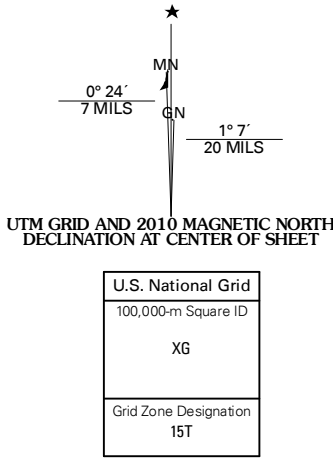 MN
0° 24´
7 MILS
GN
1° 7´
20 MILS
UTM GRID AND 2010 MAGNETIC NORTH
DECLINATION AT CENTER OF SHEET
U.S. National Grid
100,000-m Square ID
XG
Grid Zone Designation
15T